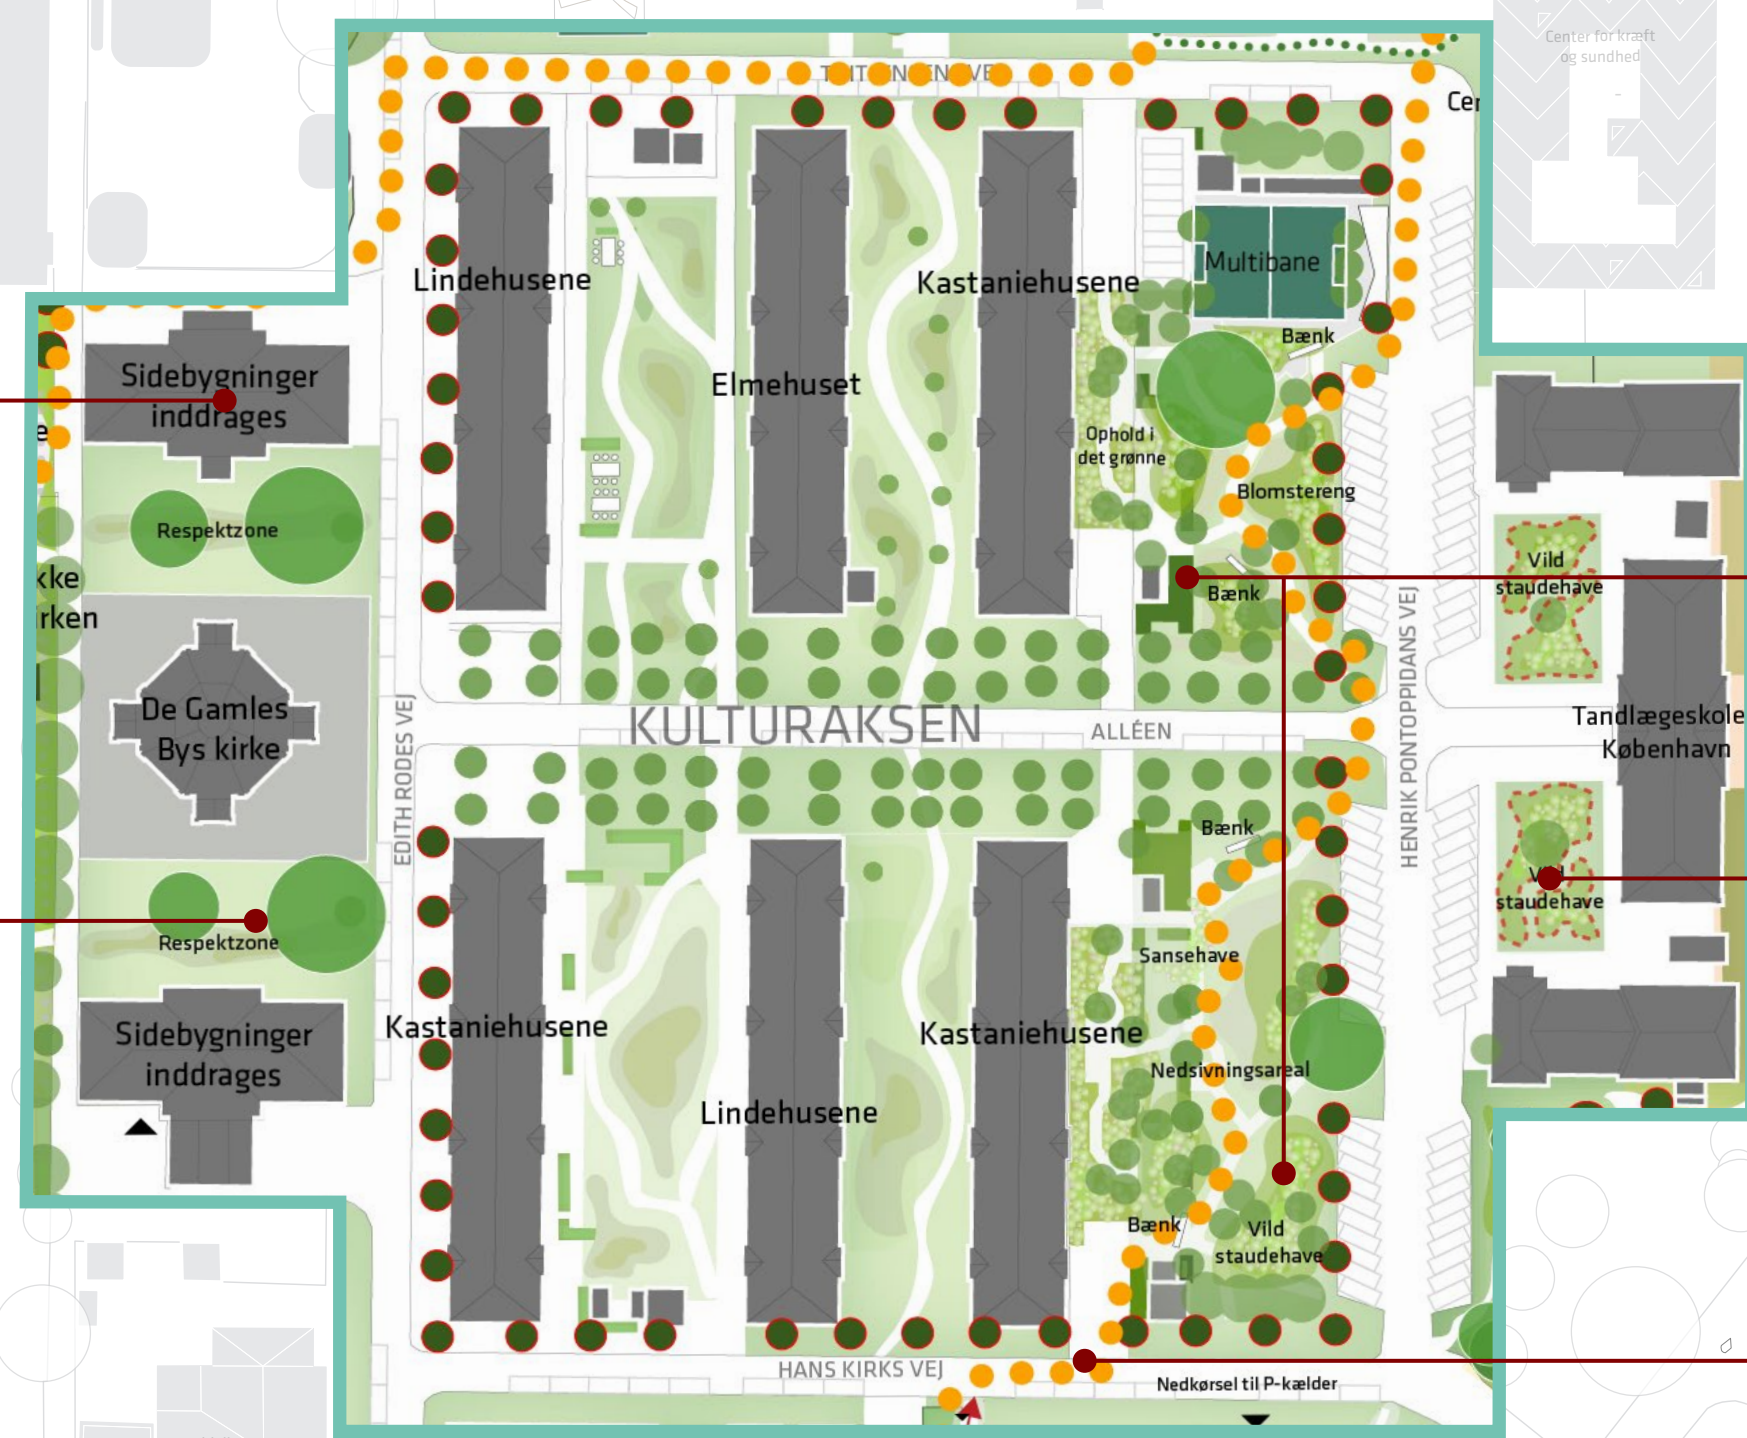 Center for kræft
og sundhed
Lindehusene
Kastaniehusene
Multibane
Bænk
Sidebygninger
inddrages
Elmehuset
Ophold i
det grønne
Blomstereng
Respektzone
Vild
staudehave
Bænk
De Gamles
Bys kirke
EDITH RODES VEJ
KULTURAKSEN
ALLÉEN
HENRIK PONTOPPIDANS VEJ
Tandlægeskole
København
Bænk
staudehave
Respektzone
Sansehave
Sidebygninger
inddrages
Kastaniehusene
Kastaniehusene
Nedsivningsareal
Lindehusene
Bænk
Vild
staudehave
HANS KIRKS VEJ
Nedkørsel til P-kælder